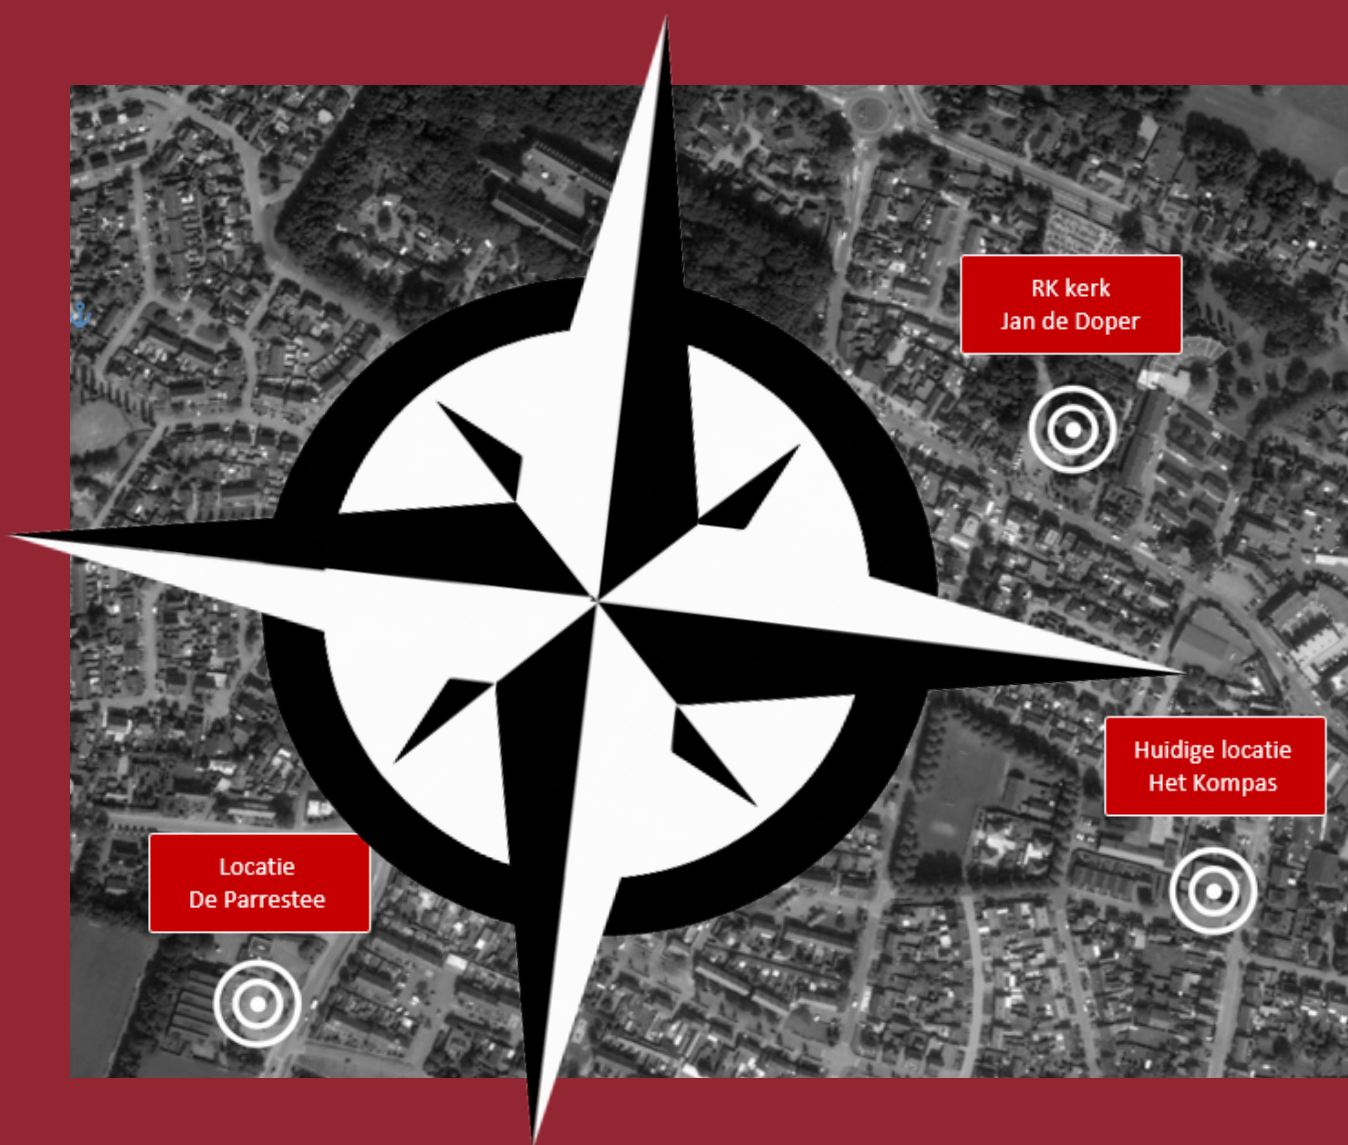 RK kerk
Jan de Doper
Huidige locatie
Het Kompas
Locatie
De Parrestee